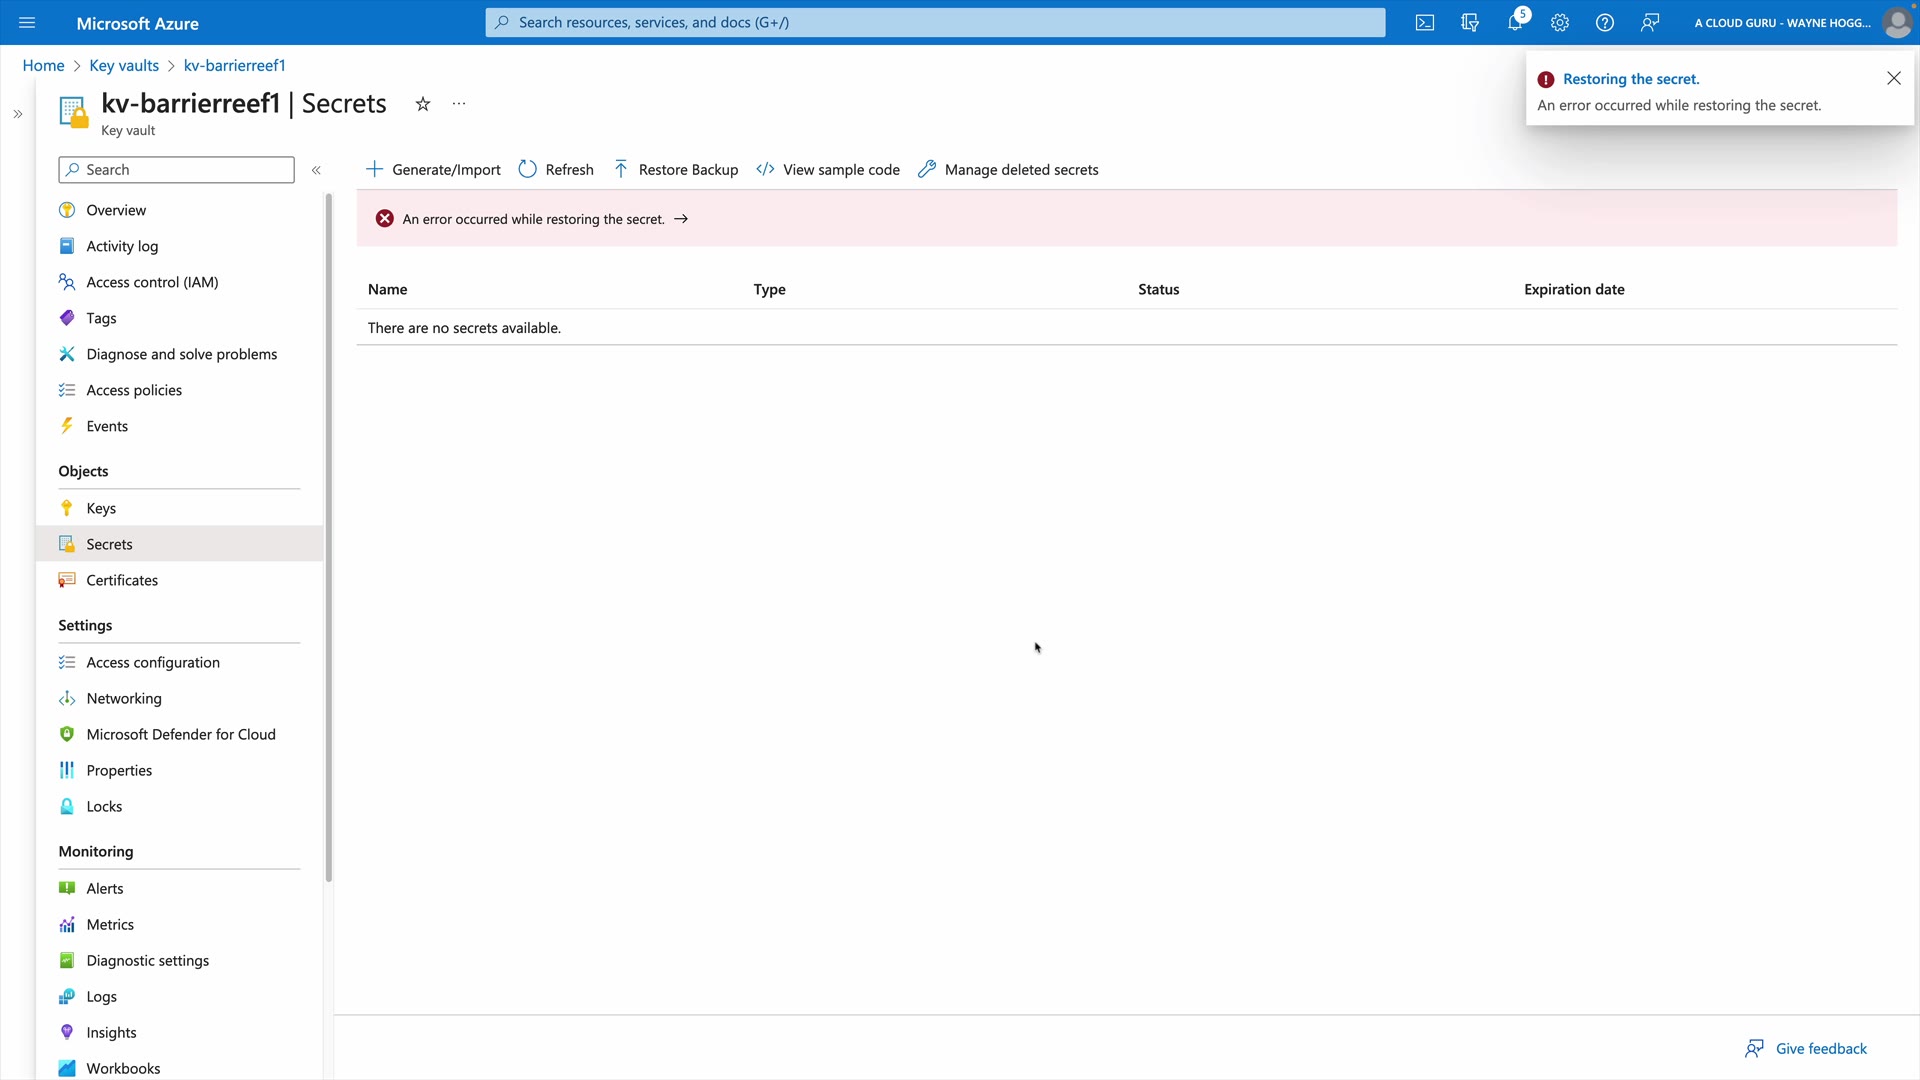 Microsoft Azure
Search resources, services, and docs (G+/)
5
A CLOUD GURU - WAYNE HOGG...
Home > Key vaults > kv-barrierreef1
Restoring the secret.
An error occurred while restoring the secret.
kv-barrierreef1 | Secrets
Key vault
Search
Generate/Import
Refresh
Restore Backup
View sample code
Manage deleted secrets
An error occurred while restoring the secret. →
Name
Type
Status
Expiration date
There are no secrets available.
Overview
Activity log
Access control (IAM)
Tags
Diagnose and solve problems
Access policies
Events
Objects
Keys
Secrets
Certificates
Settings
Access configuration
Networking
Microsoft Defender for Cloud
Properties
Locks
Monitoring
Alerts
Metrics
Diagnostic settings
Logs
Insights
Workbooks
Give feedback